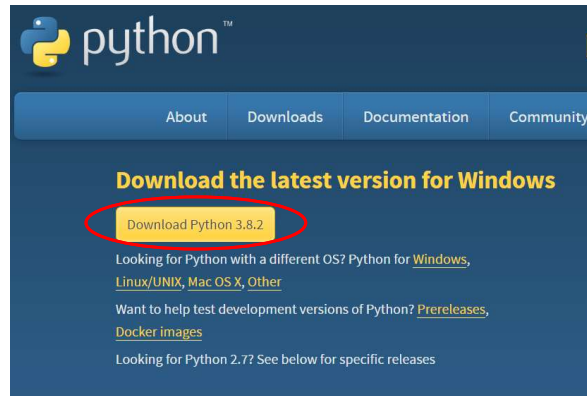 python™
About Downloads Documentation Community
Download the latest version for Windows
Download Python 3.8.2
Looking for Python with a different OS? Python for Windows,
Linux/UNIX, Mac OS X, Other
Want to help test development versions of Python? Prereleases,
Docker images
Looking for Python 2.7? See below for specific releases